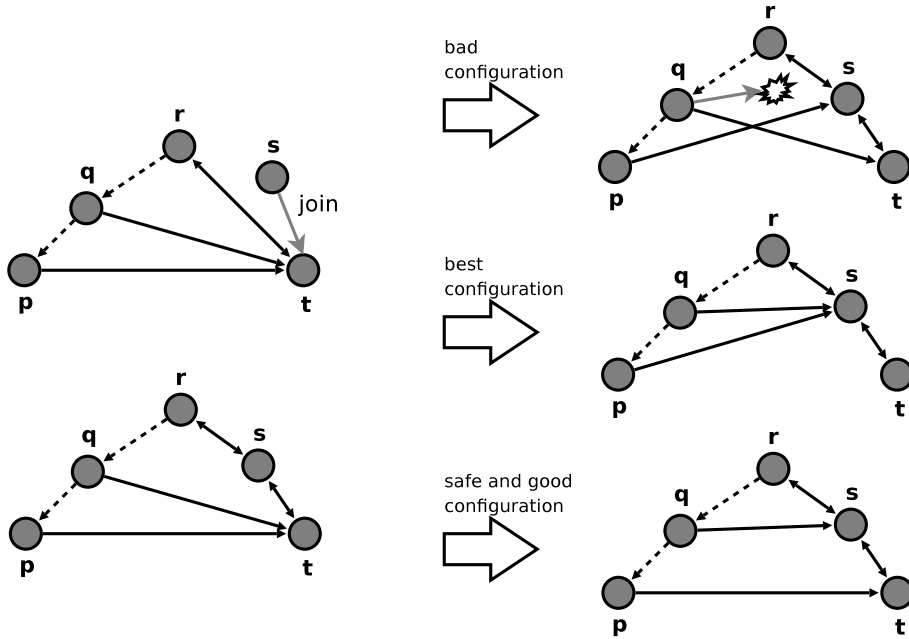 r
s
q
join
p
t
r
s
q
p
t
bad
configuration
r
s
q
p
t
best
configuration
r
s
q
p
t
safe and good
configuration
r
s
q
p
t